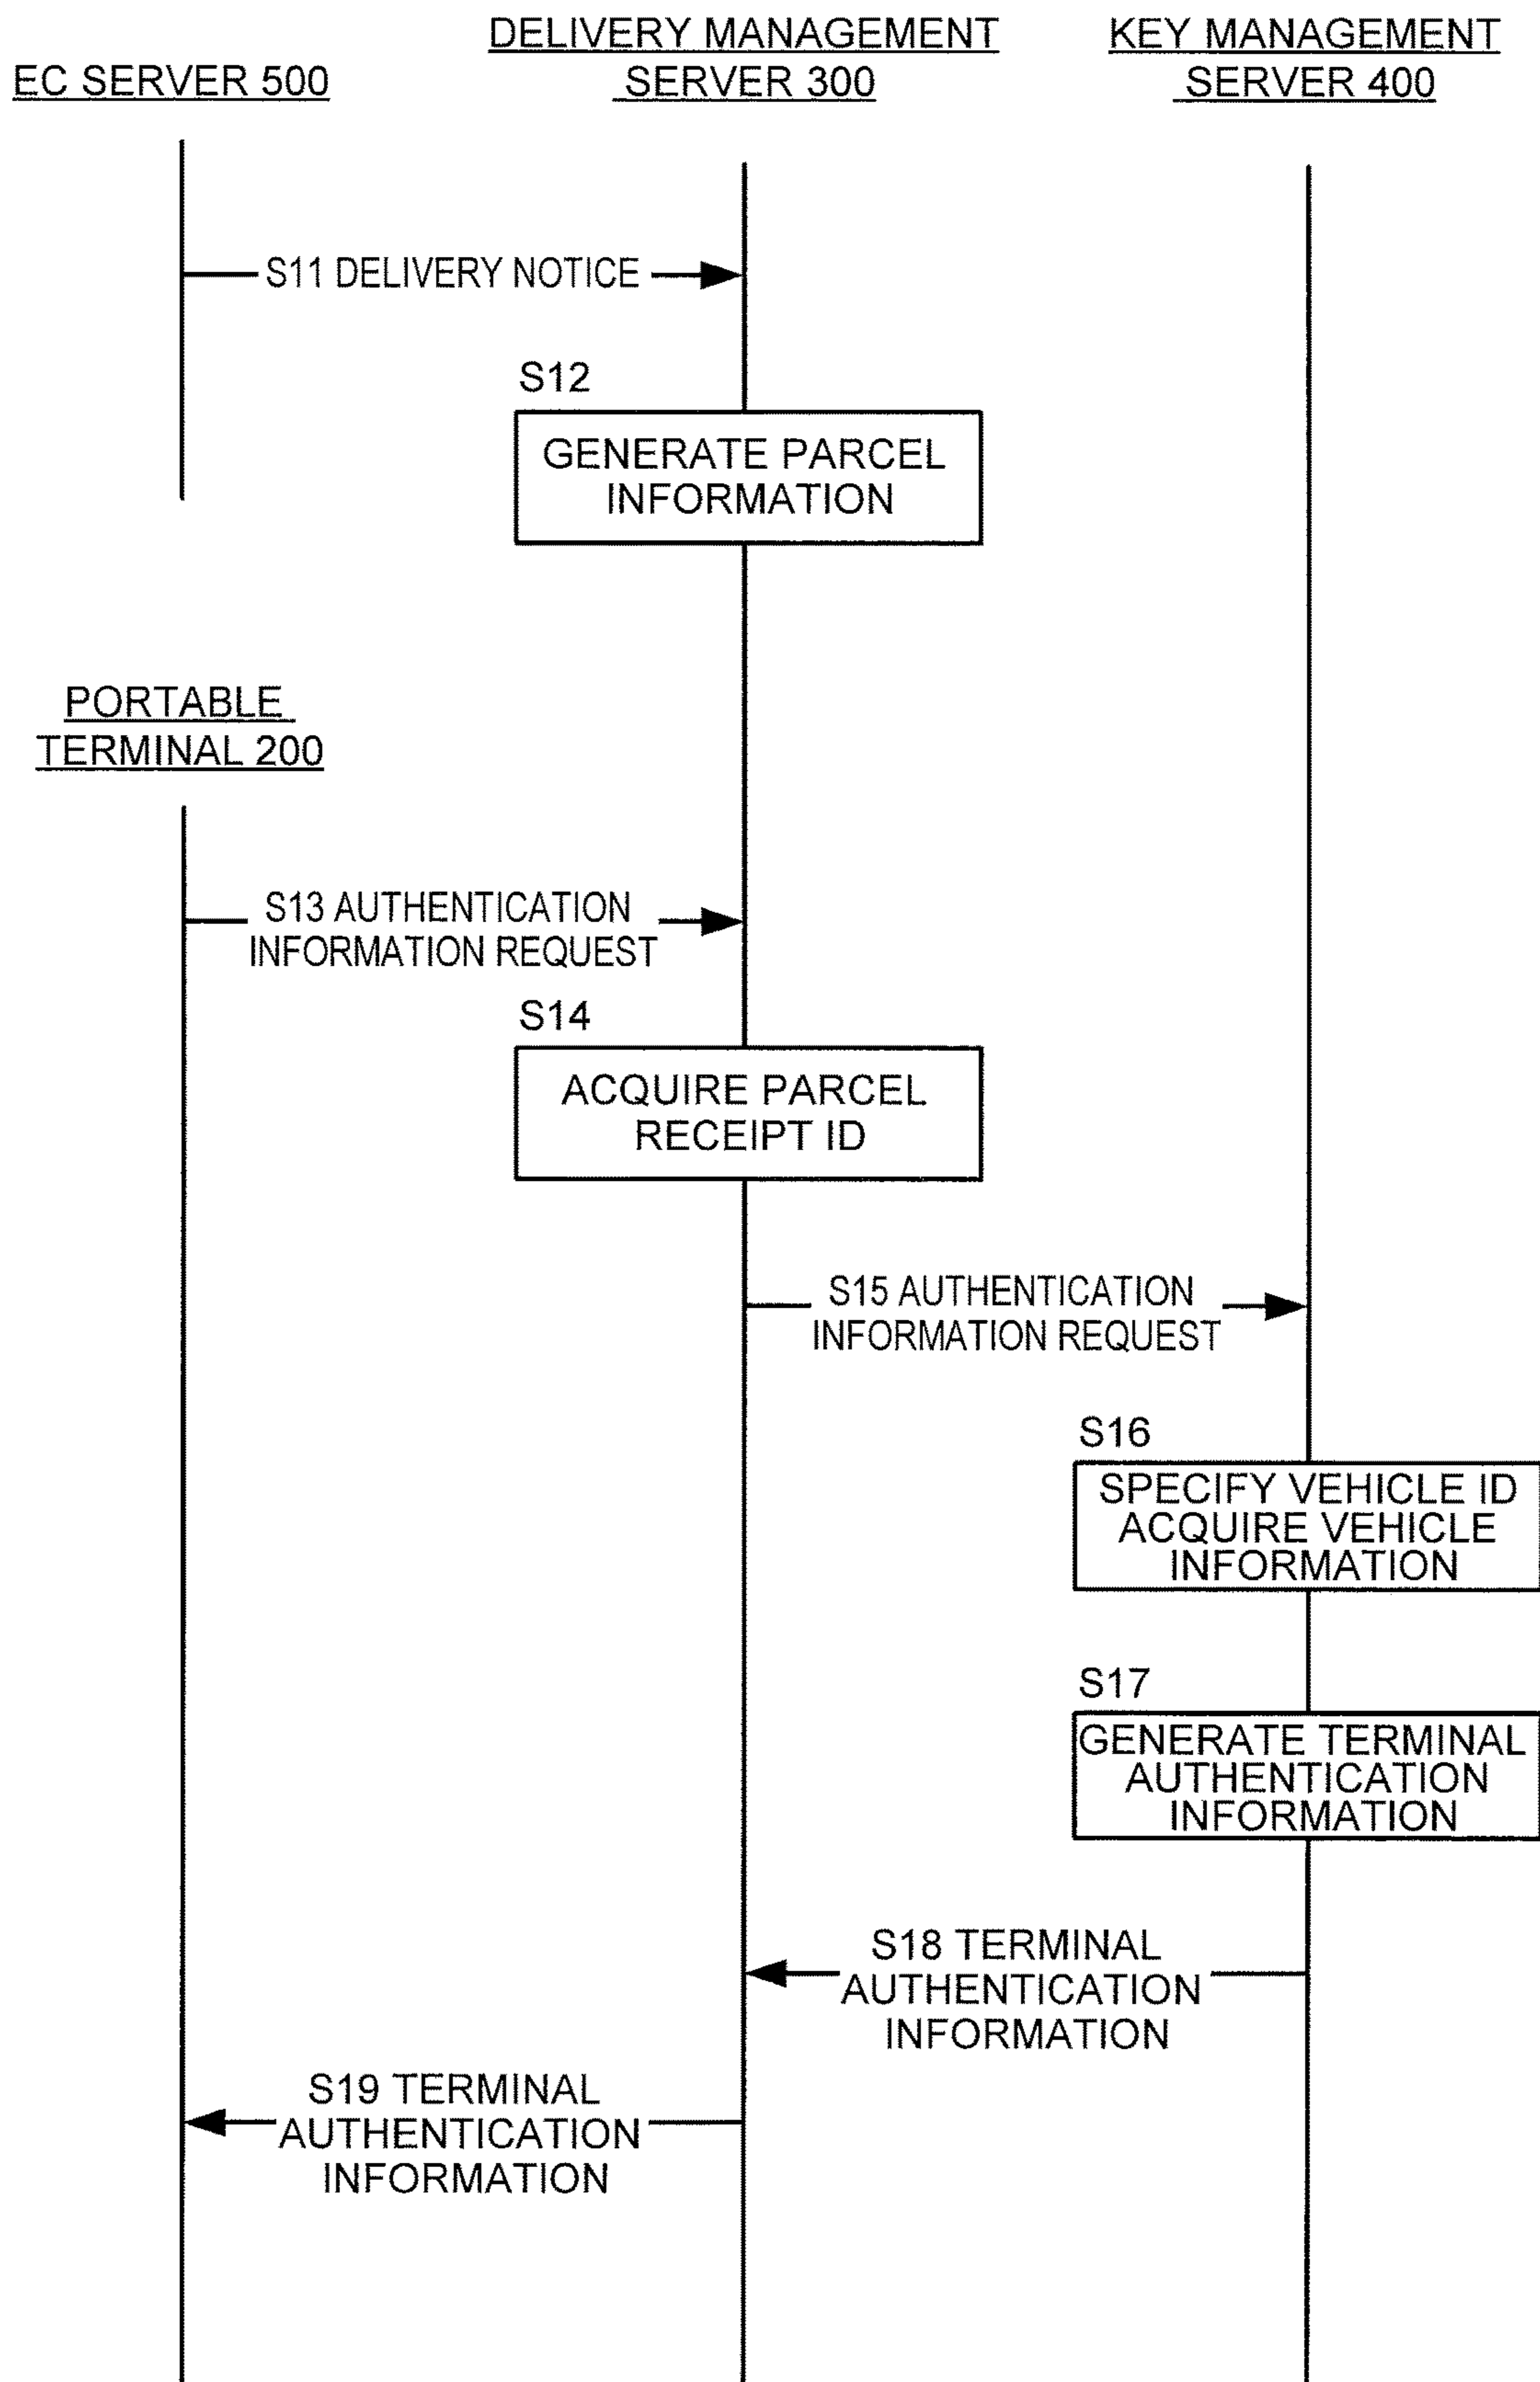 EC SERVER 500
DELIVERY MANAGEMENT
SERVER 300
KEY MANAGEMENT
SERVER 400
S11 DELIVERY NOTICE
S12
GENERATE PARCEL
INFORMATION
PORTABLE
TERMINAL 200
S13 AUTHENTICATION
INFORMATION REQUEST
S14
ACQUIRE PARCEL
RECEIPT ID
S15 AUTHENTICATION
INFORMATION REQUEST
S16
SPECIFY VEHICLE ID
ACQUIRE VEHICLE
INFORMATION
S17
GENERATE TERMINAL
AUTHENTICATION
INFORMATION
S18 TERMINAL
AUTHENTICATION
INFORMATION
S19 TERMINAL
AUTHENTICATION
INFORMATION